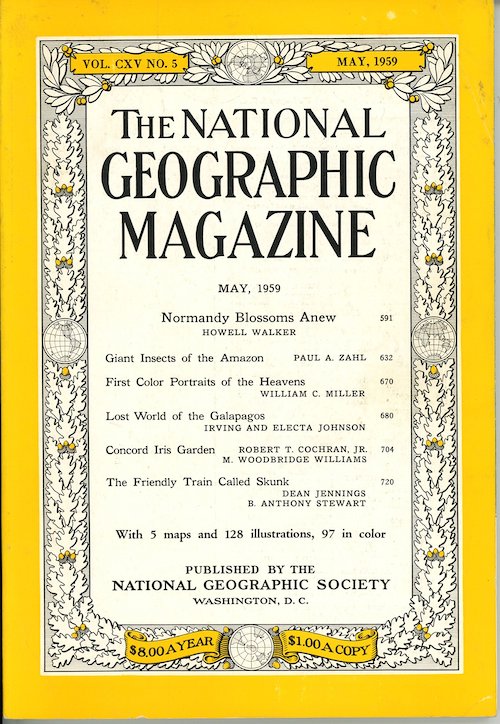 VOL. CXV NO. 5
MAY, 1959
THE NATIONAL
GEOGRAPHIC
MAGAZINE
MAY, 1959
Normandy Blossoms Anew 591
HOWELL WALKER
Giant Insects of the Amazon PAUL A. ZAHL 632
First Color Portraits of the Heavens 670
WILLIAM C. MILLER
Lost World of the Galapagos 680
IRVING AND ELECTA JOHNSON
Concord Iris Garden ROBERT T. COCHRAN, JR. 704
M. WOODBRIDGE WILLIAMS
The Friendly Train Called Skunk 720
DEAN JENNINGS
B. ANTHONY STEWART
With 5 maps and 128 illustrations, 97 in color
PUBLISHED BY THE
NATIONAL GEOGRAPHIC SOCIETY
WASHINGTON, D. C.
$8.00 A YEAR
$1.00 A COPY